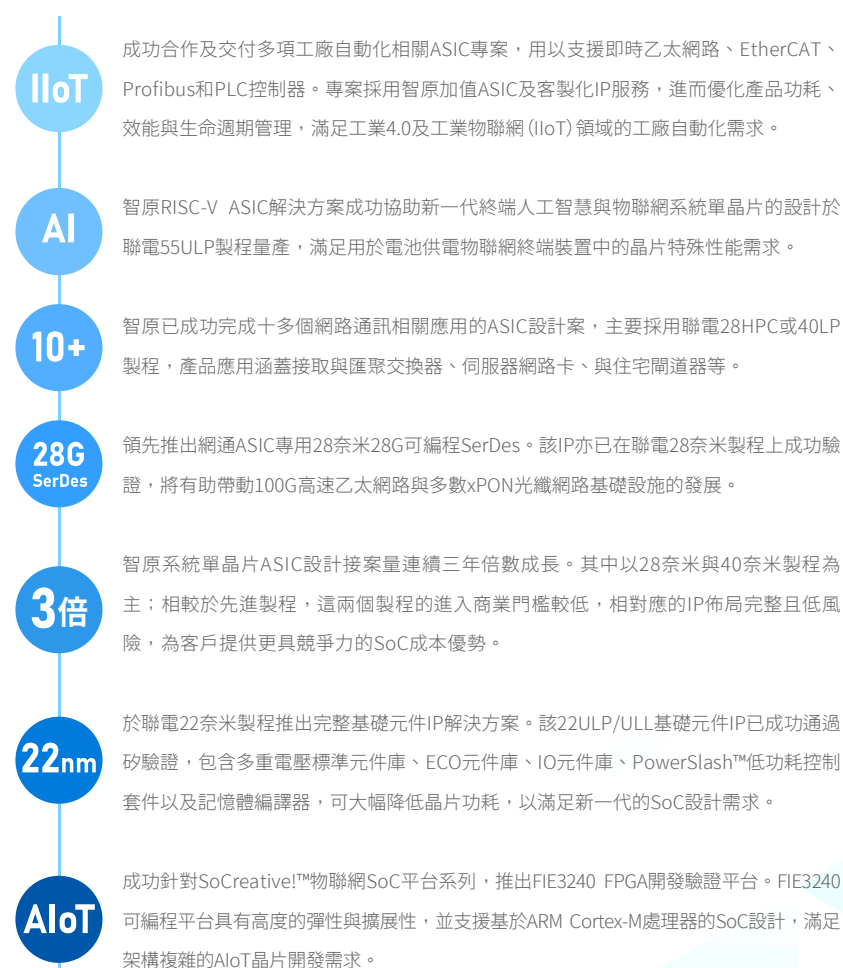 IIoT
成功合作及交付多項工廠自動化相關ASIC專案，用以支援即時乙太網路、EtherCAT、
Profibus和PLC控制器。專案採用智原加值ASIC及客製化IP服務，進而優化產品功耗、
效能與生命週期管理，滿足工業4.0及工業物聯網(IIoT)領域的工廠自動化需求。
AI
智原RISC-V ASIC解決方案成功協助新一代終端人工智慧與物聯網系統單晶片的設計於
聯電55ULP製程量產，滿足用於電池供電物聯網終端裝置中的晶片特殊性能需求。
10+
智原已成功完成十多個網路通訊相關應用的ASIC設計案，主要採用聯電28HPC或40LP
製程，產品應用涵蓋接取與匯聚交換器、伺服器網路卡、與住宅閘道器等。
28G
SerDes
領先推出網通ASIC專用28奈米28G可編程SerDes。該IP亦已在聯電28奈米製程上成功驗
證，將有助帶動100G高速乙太網路與多數xPON光纖網路基礎設施的發展。
3倍
智原系統單晶片ASIC設計接案量連續三年倍數成長。其中以28奈米與40奈米製程為
主；相較於先進製程，這兩個製程的進入商業門檻較低，相對應的IP佈局完整且低風
險，為客戶提供更具競爭力的SoC成本優勢。
22nm
於聯電22奈米製程推出完整基礎元件IP解決方案。該22ULP/ULL基礎元件IP已成功通過
矽驗證，包含多重電壓標準元件庫、ECO元件庫、IO元件庫、PowerSlash™低功耗控制
套件以及記憶體編譯器，可大幅降低晶片功耗，以滿足新一代的SoC設計需求。
AIoT
成功針對SoCreative!™物聯網SoC平台系列，推出FIE3240 FPGA開發驗證平台。FIE3240
可編程平台具有高度的彈性與擴展性，並支援基於ARM Cortex-M處理器的SoC設計，滿足
架構複雜的AIoT晶片開發需求。